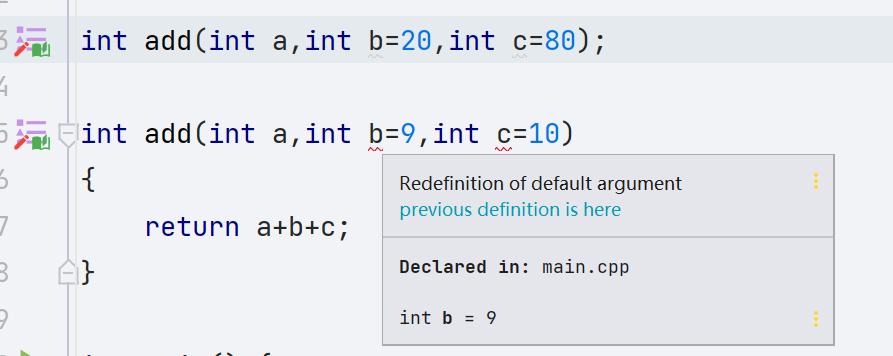 3 int add(int a,int b=20,int c=80);
4
5 int add(int a,int b=9,int c=10)
6 {
Redefinition of default argument
previous definition is here
7 return a+b+c;
Declared in: main.cpp
8 }
int b = 9
9